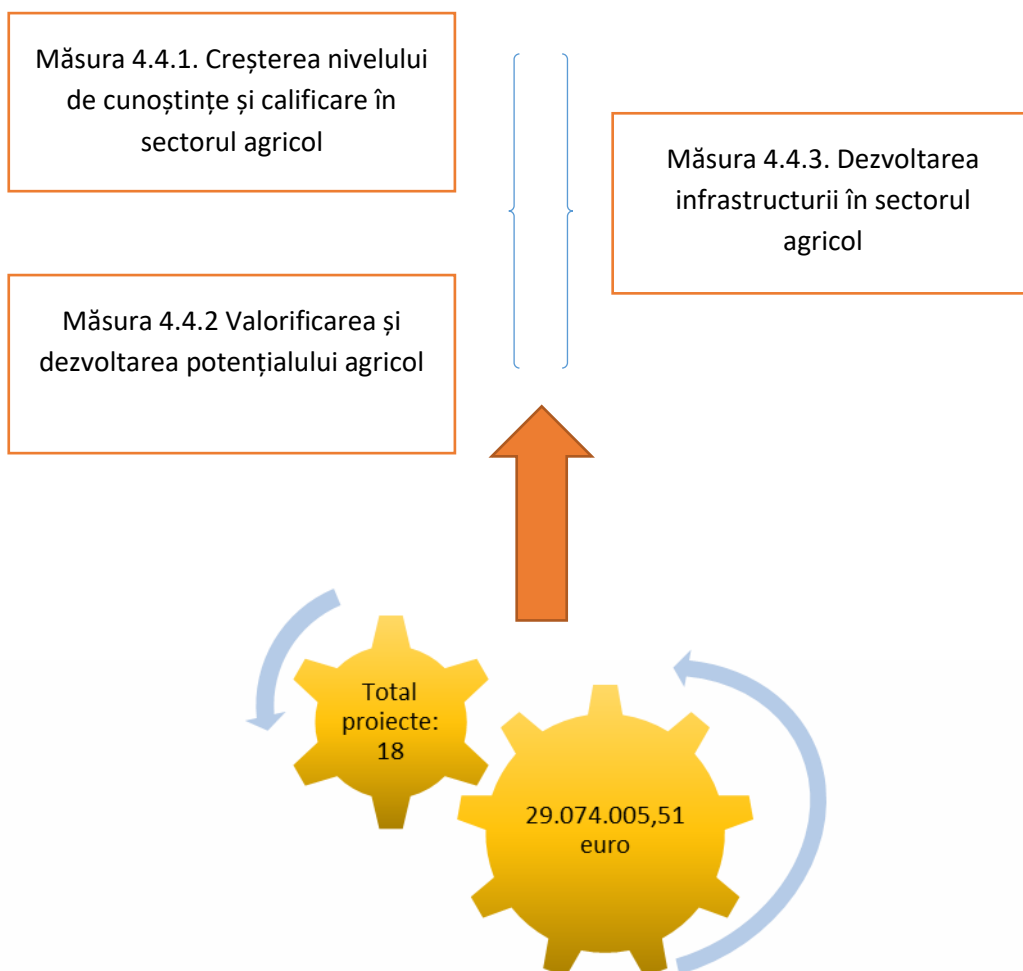 Măsura 4.4.1. Creșterea nivelului
de cunoștințe și calificare în
sectorul agricol
Măsura 4.4.3. Dezvoltarea
infrastructurii în sectorul
agricol
Măsura 4.4.2 Valorificarea și
dezvoltarea potențialului agricol
Total
proiecte:
18
29.074.005,51
euro